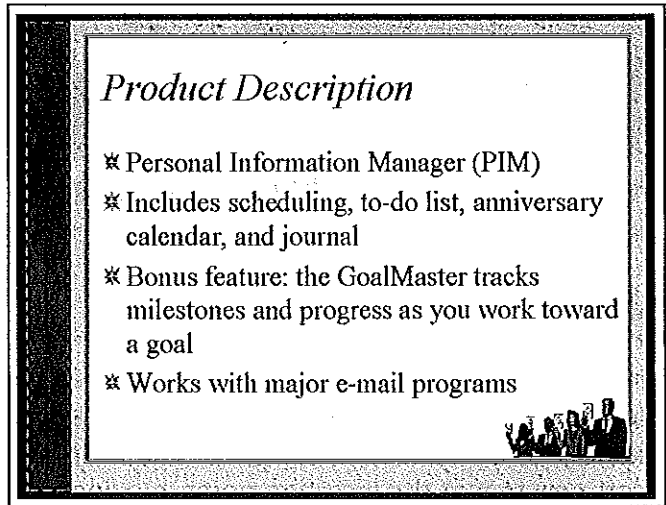 Product Description
Personal Information Manager (PIM)
Includes scheduling, to-do list, anniversary
calendar, and journal
Bonus feature: the GoalMaster tracks
milestones and progress as you work toward
a goal
Works with major e-mail programs